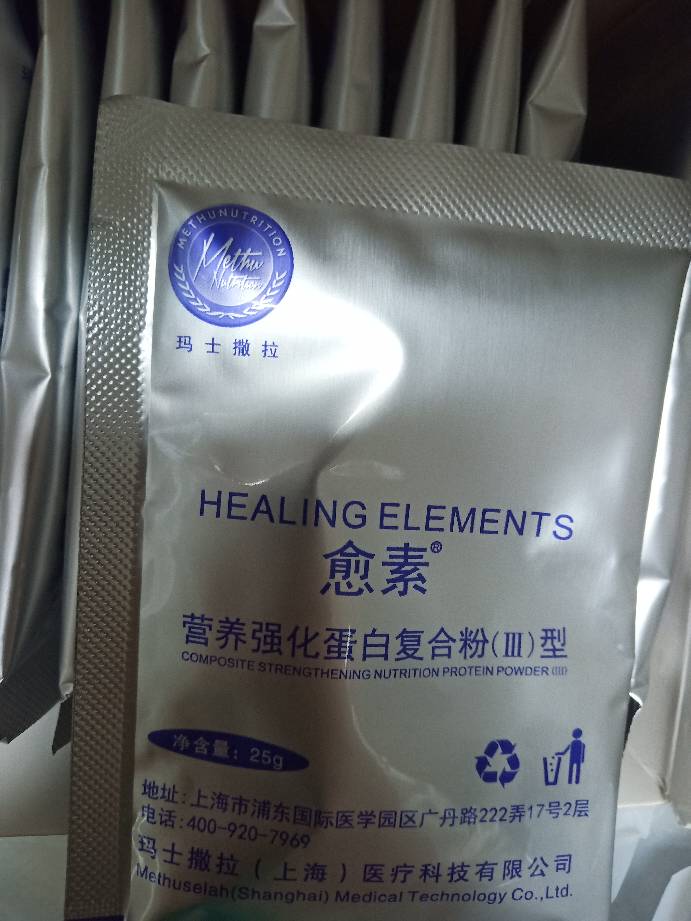 METHUNUTRITION
Methu
Nutrition
玛士撒拉
HEALING ELEMENTS
愈素®
营养强化蛋白复合粉(Ⅲ)型
COMPOSITE STRENGTHENING NUTRITION PROTEIN POWDER (III)
净含量：25g
地址:上海市浦东国际医学园区广丹路222弄17号2层
电话:400-920-7969
玛士撒拉（上海）医疗科技有限公司
Methuselah(Shanghai) Medical Technology Co.,Ltd.